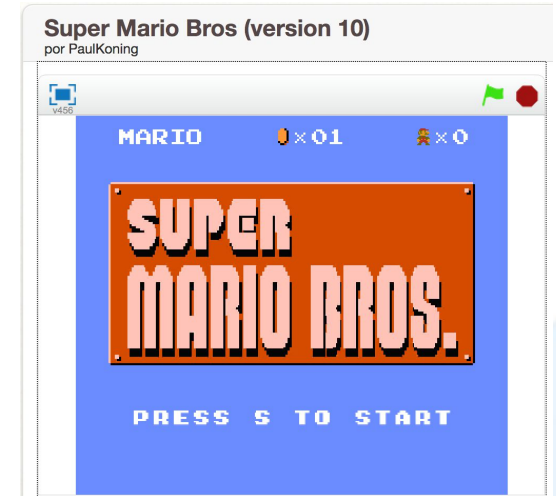 Super Mario Bros (version 10)
por PaulKoning
v456
MARIO ×01 ×0
SUPER
MARIO BROS.
PRESS S TO START